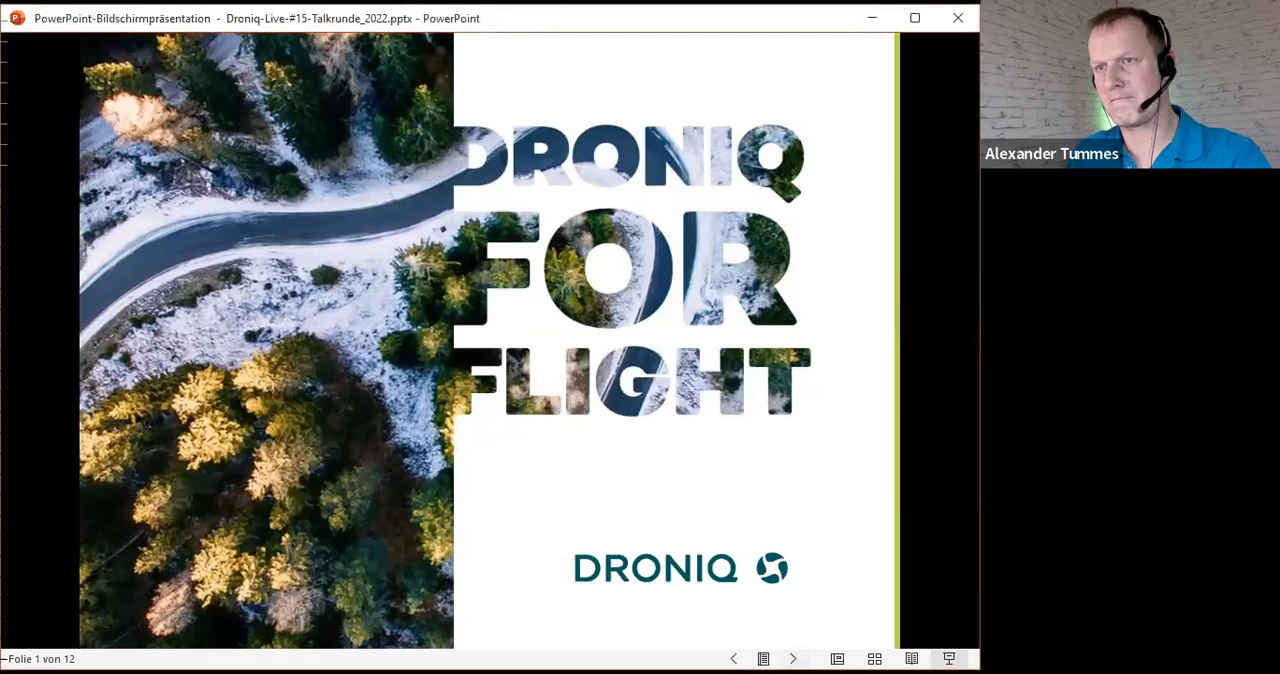 PowerPoint-Bildschirmpräsentation - Droniq-Live-#15-Talkrunde_2022.pptx - PowerPoint
Alexander Tummes
DRONIQ
FOR
FLIGHT
DRONIQ
Folie 1 von 12